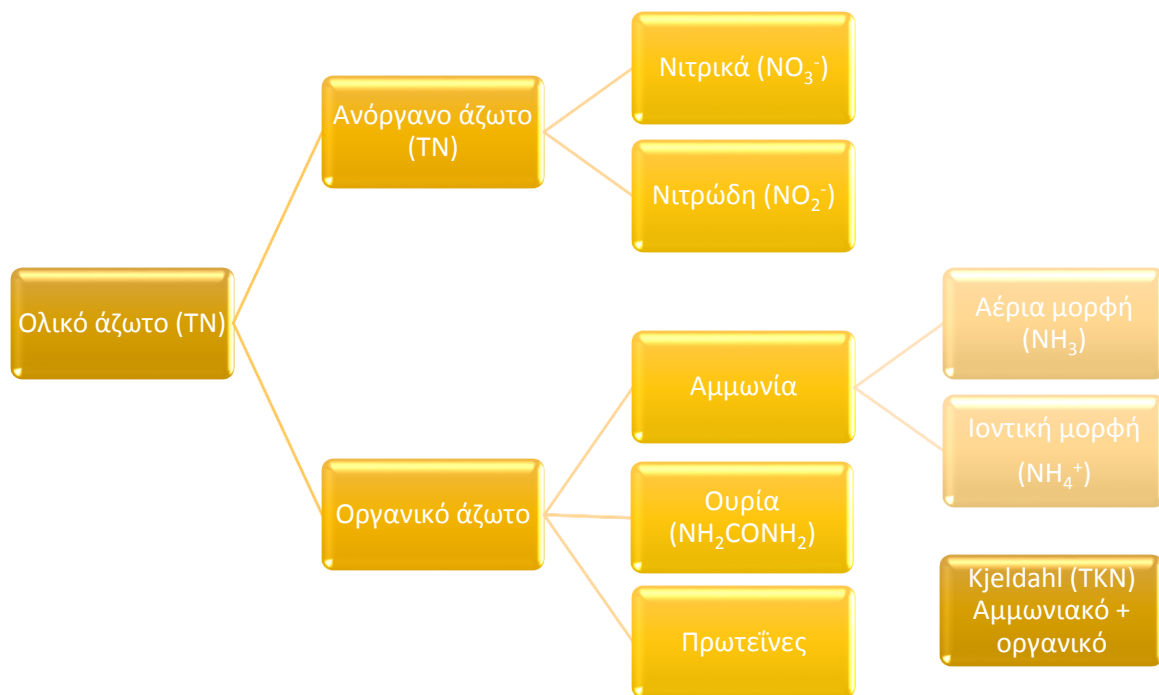 Νιτρικά (NO₃⁻)
Ανόργανο άζωτο
(TN)
Νιτρώδη (NO₂⁻)
Ολικό άζωτο (TN)
Αέρια μορφή
(NH₃)
Αμμωνία
Ιοντική μορφή
(NH₄⁺)
Οργανικό άζωτο
Ουρία
(NH₂CONH₂)
Πρωτεΐνες
Kjeldahl (TKN)
Αμμωνιακό +
οργανικό